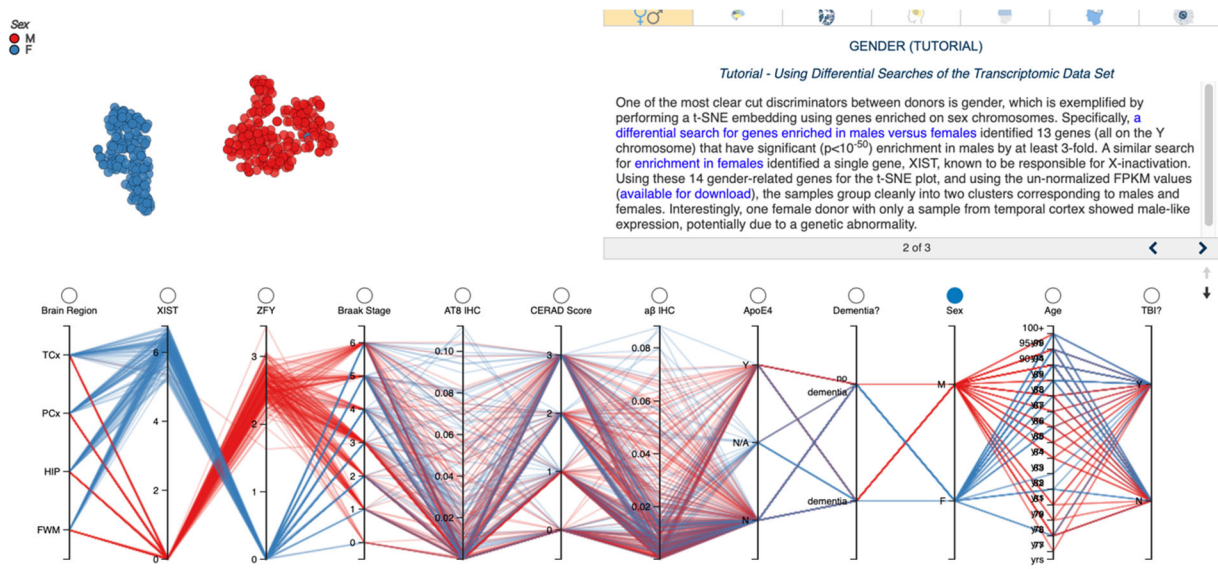 Sex
M
F
GENDER (TUTORIAL)
Tutorial - Using Differential Searches of the Transcriptomic Data Set
One of the most clear cut discriminators between donors is gender, which is exemplified by
performing a t-SNE embedding using genes enriched on sex chromosomes. Specifically, a
differential search for genes enriched in males versus females identified 13 genes (all on the Y
chromosome) that have significant (p<10-50) enrichment in males by at least 3-fold. A similar search
for enrichment in females identified a single gene, XIST, known to be responsible for X-inactivation.
Using these 14 gender-related genes for the t-SNE plot, and using the un-normalized FPKM values
(available for download), the samples group cleanly into two clusters corresponding to males and
females. Interestingly, one female donor with only a sample from temporal cortex showed male-like
expression, potentially due to a genetic abnormality.
2 of 3
Brain Region XIST ZFY Braak Stage AT8 IHC CERAD Score aβ IHC ApoE4 Dementia? Sex Age TBI?
TCx
PCx
HIP
FWM
6
4
2
0
3
2
1
0
6
5
4
3
2
1
0
0.10
0.08
0.06
0.04
0.02
3
2
1
0
0.08
0.06
0.04
0.02
Y
N/A
N
no
dementia
dementia
M
F
100+
yrs
Y
N